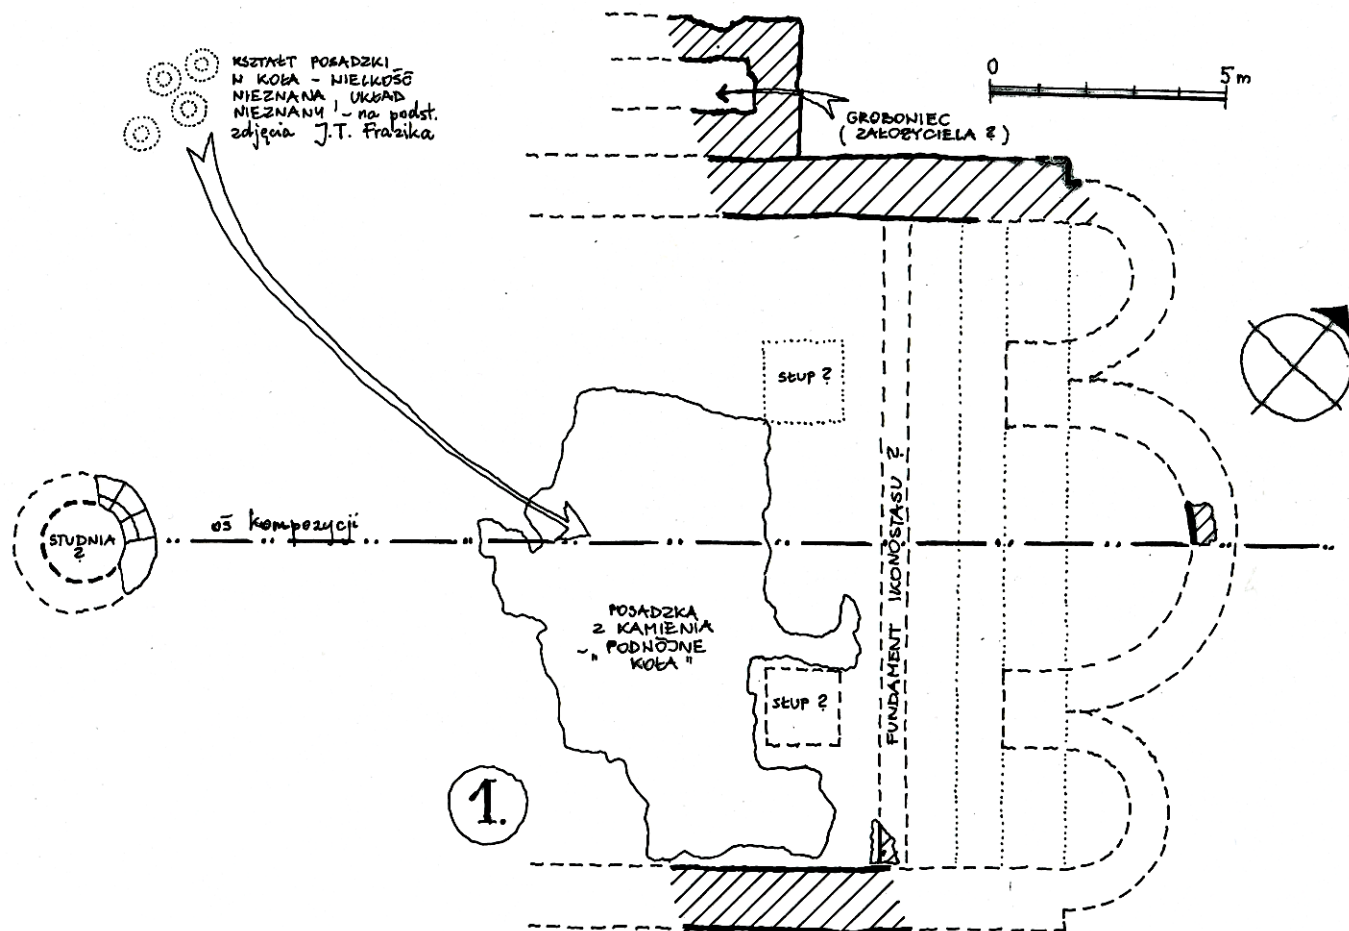 KSZTAŁT POSADZKI
W KOŁA - WIELKOŚĆ
NIEZNANA, UKŁAD
NIEZNANY! - na podst.
zdjęcia J.T. Frazika
0
5 m
GROBOWIEC
(ZAŁOŻYCIELA ?)
SŁUP ?
FUNDAMENT IKONOSTASU ?
STUDNIA
?
oś kompozycji
POSADZKA
Z KAMIENIA
- "PODNÓJNE
KOŁA"
SŁUP ?
1.